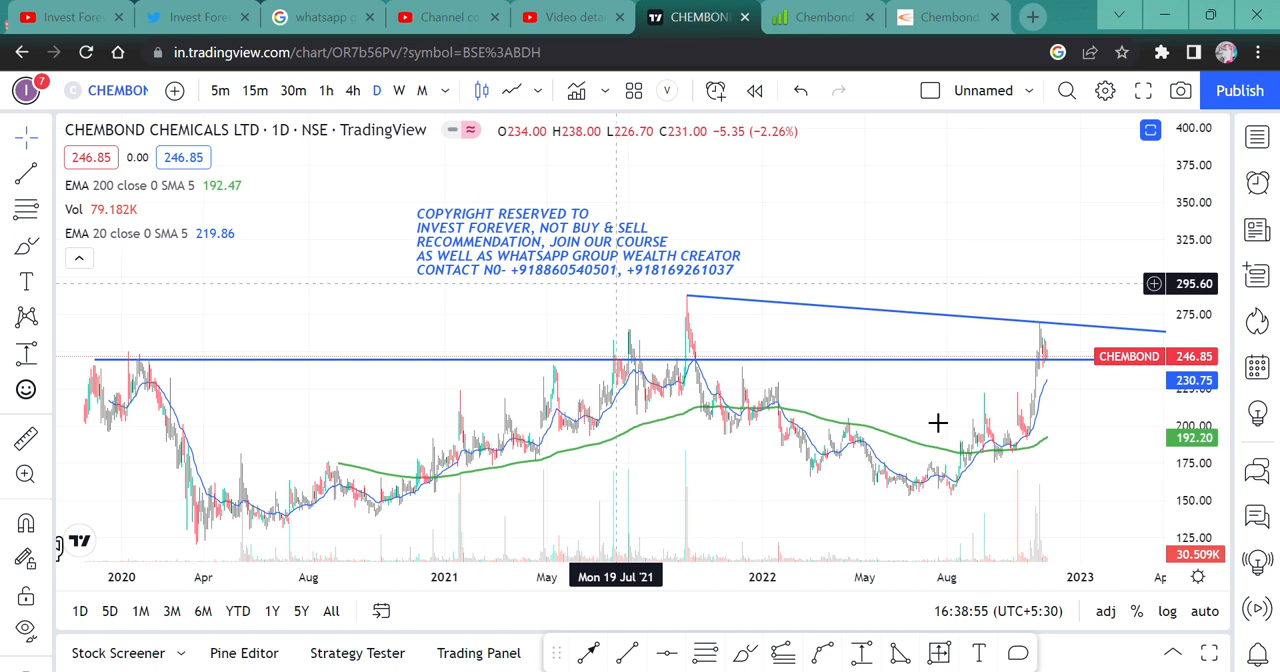 Invest Forev
Invest Forev
whatsapp g
Channel co
Video detai
CHEMBON
Chembond
Chembond
in.tradingview.com/chart/OR7b56Pv/?symbol=BSE%3ABDH
I
7
C
CHEMBON
5m
15m
30m
1h
4h
D
W
M
V
Unnamed
Publish
CHEMBOND CHEMICALS LTD · 1D · NSE · TradingView
O234.00 H238.00 L226.70 C231.00 −5.35 (−2.26%)
246.85
0.00
246.85
EMA 200 close 0 SMA 5 192.47
Vol 79.182K
EMA 20 close 0 SMA 5 219.86
COPYRIGHT RESERVED TO
INVEST FOREVER, NOT BUY & SELL
RECOMMENDATION, JOIN OUR COURSE
AS WELL AS WHATSAPP GROUP WEALTH CREATOR
CONTACT N0- +918860540501, +918169261037
400.00
375.00
350.00
325.00
295.60
275.00
CHEMBOND 246.85
230.75
200.00
192.20
175.00
150.00
125.00
30.509K
2020
Apr
Aug
2021
May
Mon 19 Jul '21
2022
May
Aug
2023
Ap
1D
5D
1M
3M
6M
YTD
1Y
5Y
All
16:38:55 (UTC+5:30)
adj
%
log
auto
Stock Screener
Pine Editor
Strategy Tester
Trading Panel